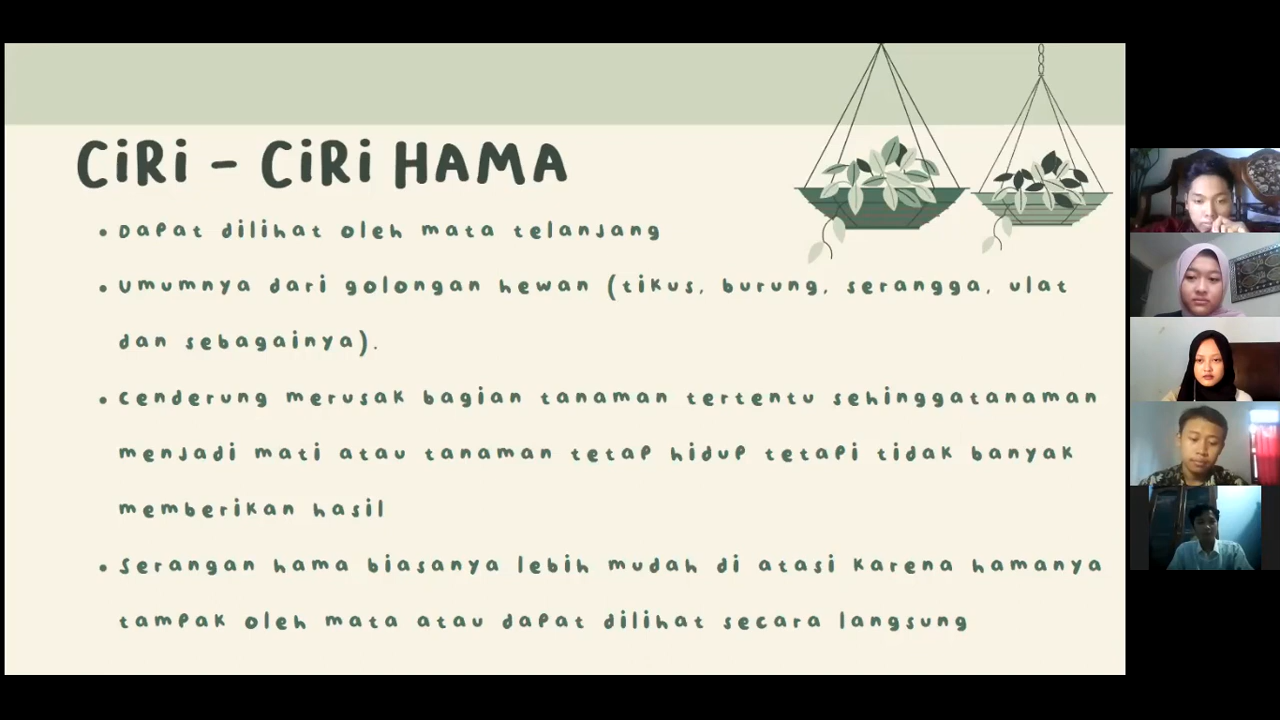 CiRi - CiRi HAMA
• Dapat dilihat oleh mata telanjang
• umumnya dari golongan hewan (tikus, burung, serangga, ulat
dan sebagainya).
• cenderung merusak bagian tanaman tertentu sehinggatanaman
menjadi mati atau tanaman tetap hidup tetapi tidak banyak
memberikan hasil
• Serangan hama biasanya lebih mudah di atasi karena hamanya
tampak oleh mata atau dapat dilihat secara langsung